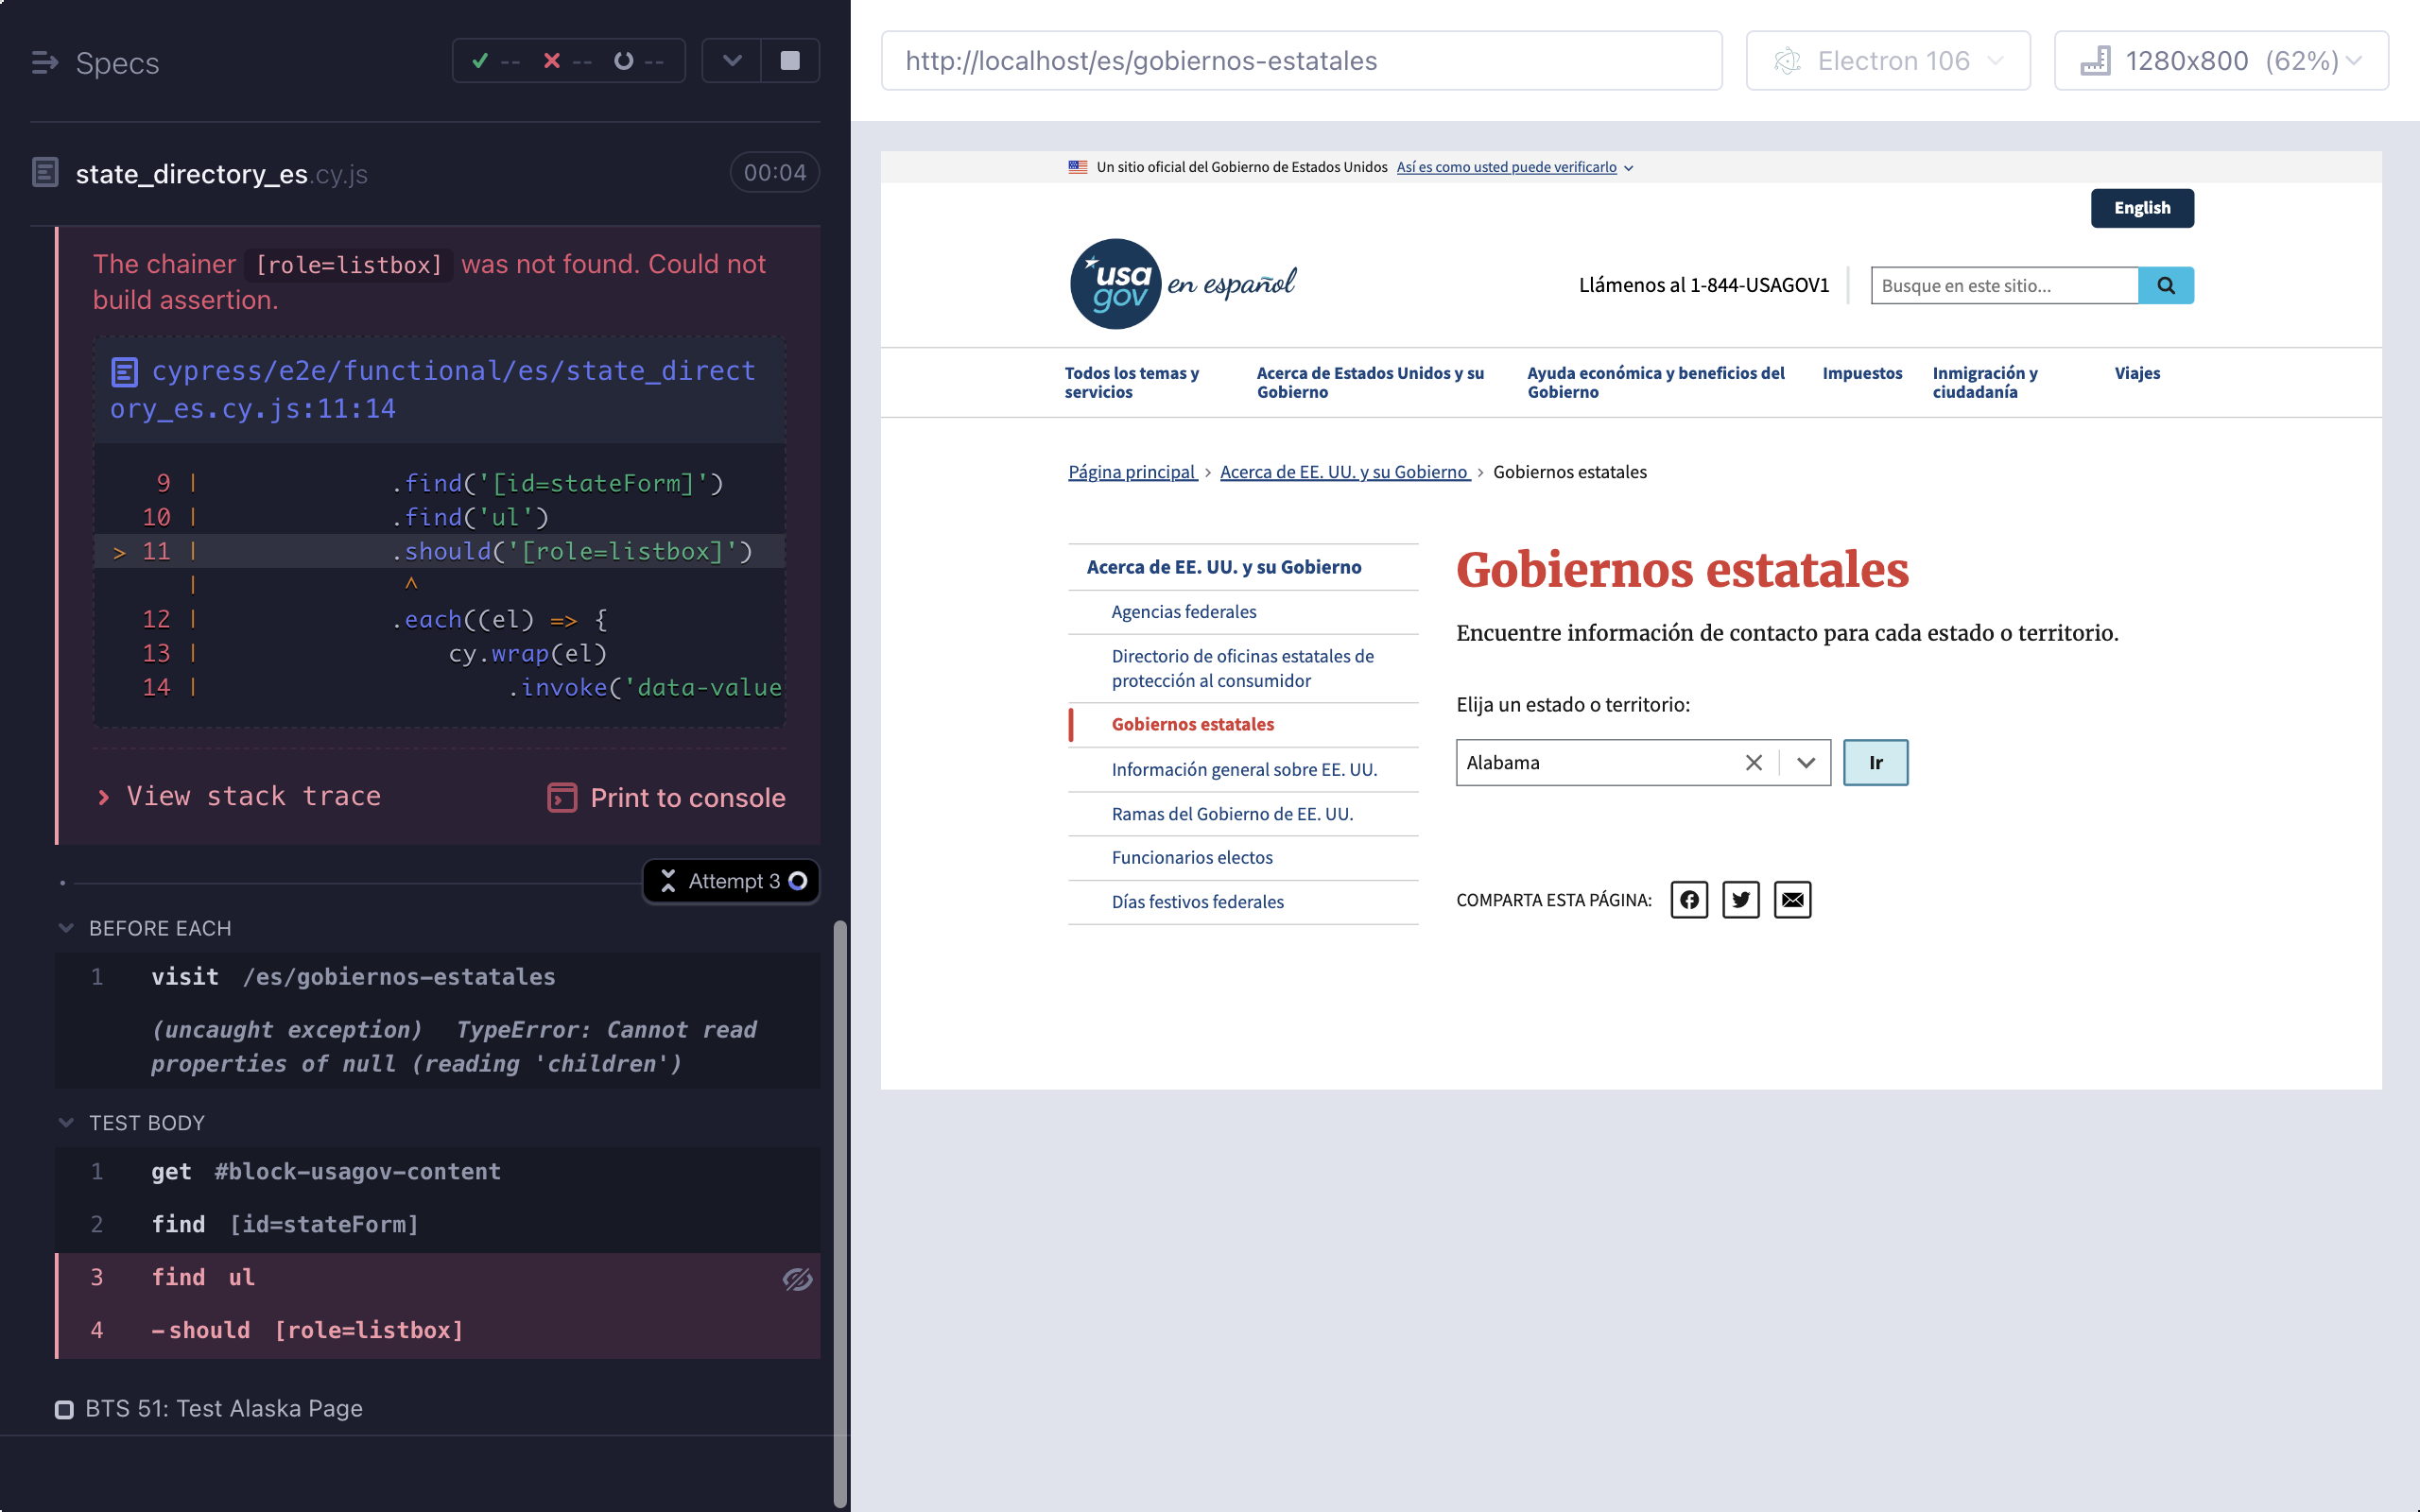 Specs
--
--
--
state_directory_es.cy.js
00:04
The chainer [role=listbox] was not found. Could not
build assertion.
cypress/e2e/functional/es/state_direct
ory_es.cy.js:11:14
9 | .find('[id=stateForm]')
10 | .find('ul')
> 11 | .should('[role=listbox]')
| ^
12 | .each((el) => {
13 | cy.wrap(el)
14 | .invoke('data-value
View stack trace
Print to console
Attempt 3
BEFORE EACH
1 visit /es/gobiernos-estatales
(uncaught exception) TypeError: Cannot read
properties of null (reading 'children')
TEST BODY
1 get #block-usagov-content
2 find [id=stateForm]
3 find ul
4 -should [role=listbox]
BTS 51: Test Alaska Page
http://localhost/es/gobiernos-estatales
Electron 106
1280x800 (62%)
Un sitio oficial del Gobierno de Estados Unidos Así es como usted puede verificarlo
English
usa
gov
en español
Llámenos al 1-844-USAGOV1
Busque en este sitio...
Todos los temas y
servicios
Acerca de Estados Unidos y su
Gobierno
Ayuda económica y beneficios del
Gobierno
Impuestos
Inmigración y
ciudadanía
Viajes
Página principal > Acerca de EE. UU. y su Gobierno > Gobiernos estatales
Acerca de EE. UU. y su Gobierno
Agencias federales
Directorio de oficinas estatales de
protección al consumidor
Gobiernos estatales
Información general sobre EE. UU.
Ramas del Gobierno de EE. UU.
Funcionarios electos
Días festivos federales
Gobiernos estatales
Encuentre información de contacto para cada estado o territorio.
Elija un estado o territorio:
Alabama
Ir
COMPARTA ESTA PÁGINA: